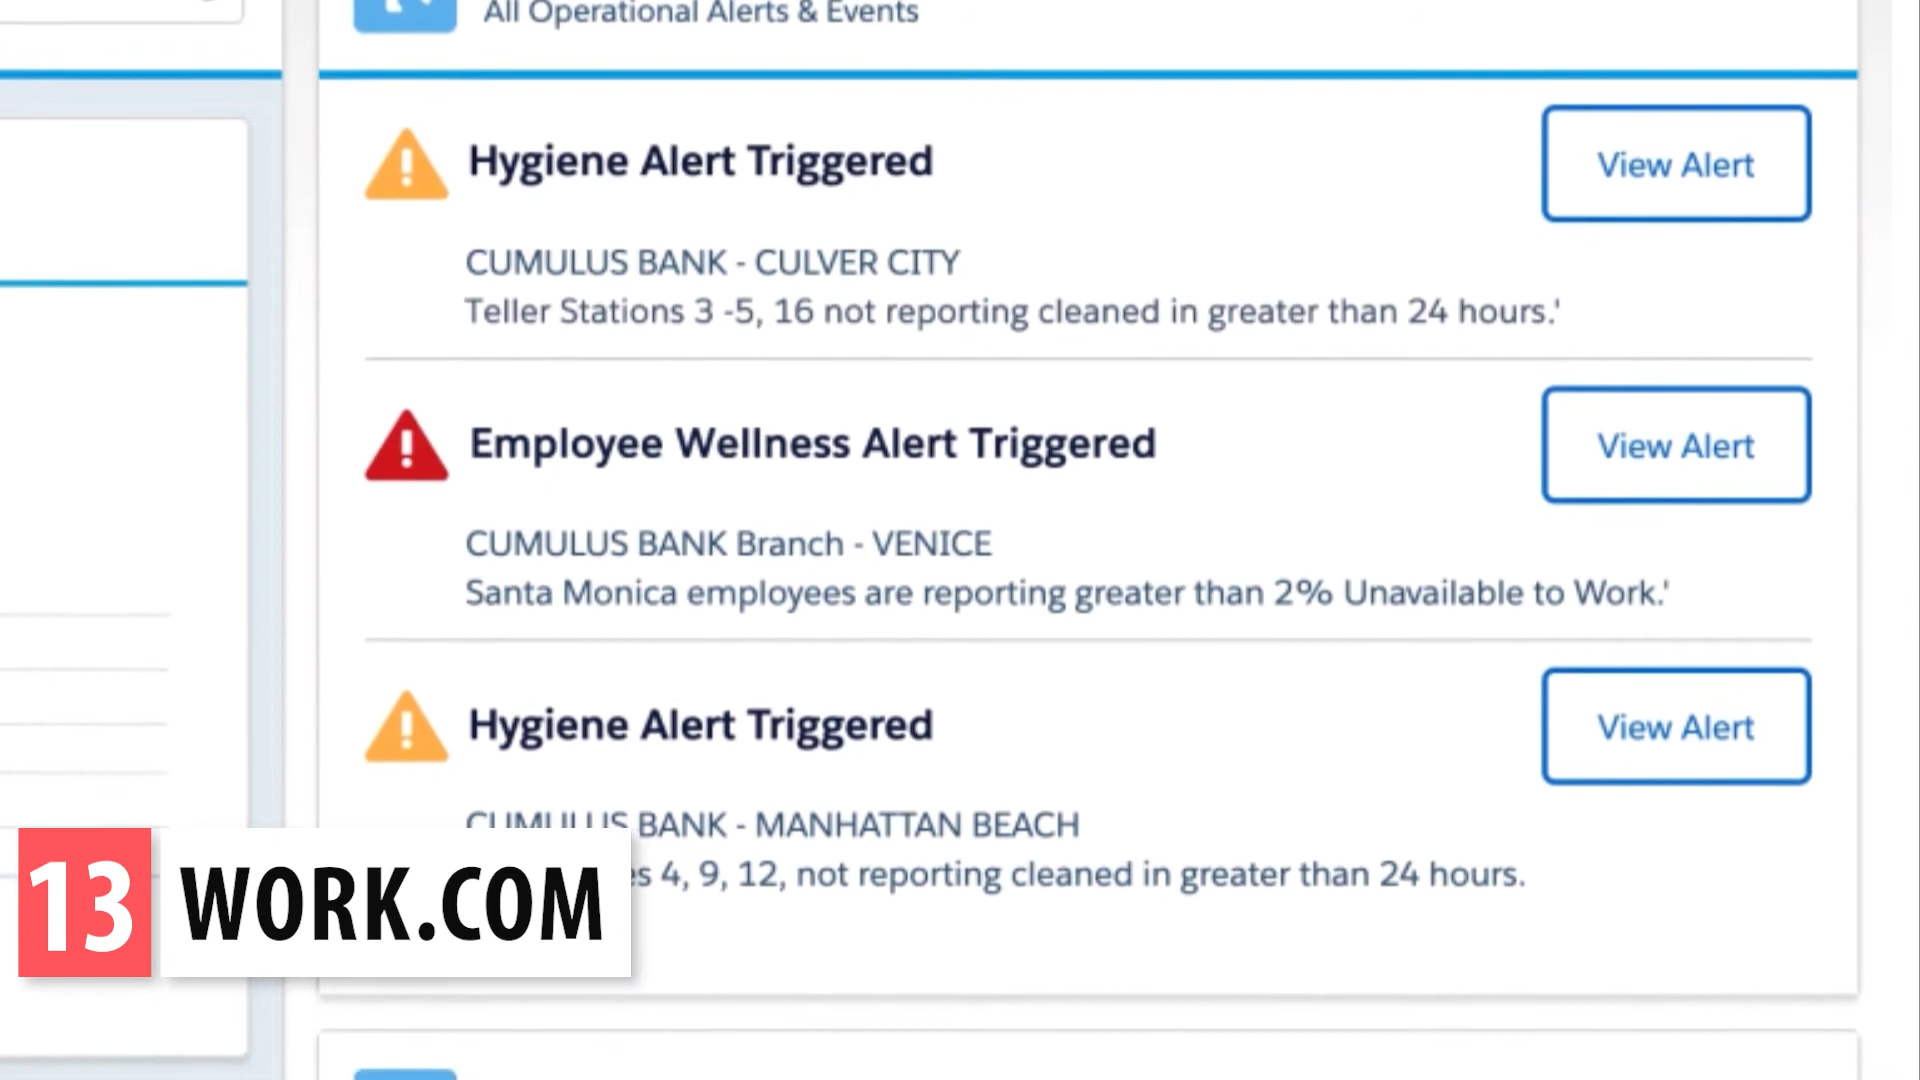 All Operational Alerts & Events
Hygiene Alert Triggered
View Alert
CUMULUS BANK - CULVER CITY
Teller Stations 3 -5, 16 not reporting cleaned in greater than 24 hours.'
Employee Wellness Alert Triggered
View Alert
CUMULUS BANK Branch - VENICE
Santa Monica employees are reporting greater than 2% Unavailable to Work.'
Hygiene Alert Triggered
View Alert
CUMULUS BANK - MANHATTAN BEACH
4, 9, 12, not reporting cleaned in greater than 24 hours.
13 WORK.COM